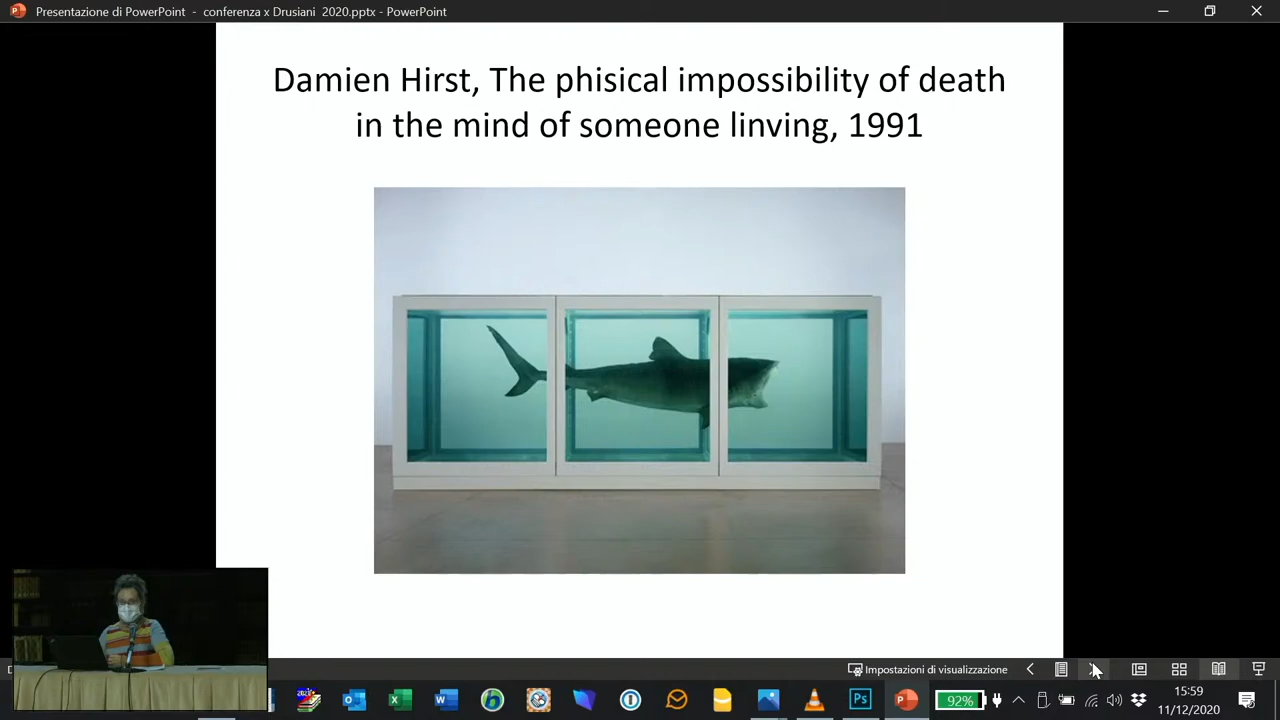 Presentazione di PowerPoint - conferenza x Drusiani 2020.pptx - PowerPoint
Damien Hirst, The phisical impossibility of death
in the mind of someone linving, 1991
Impostazioni di visualizzazione
Ps
92%
15:59
11/12/2020